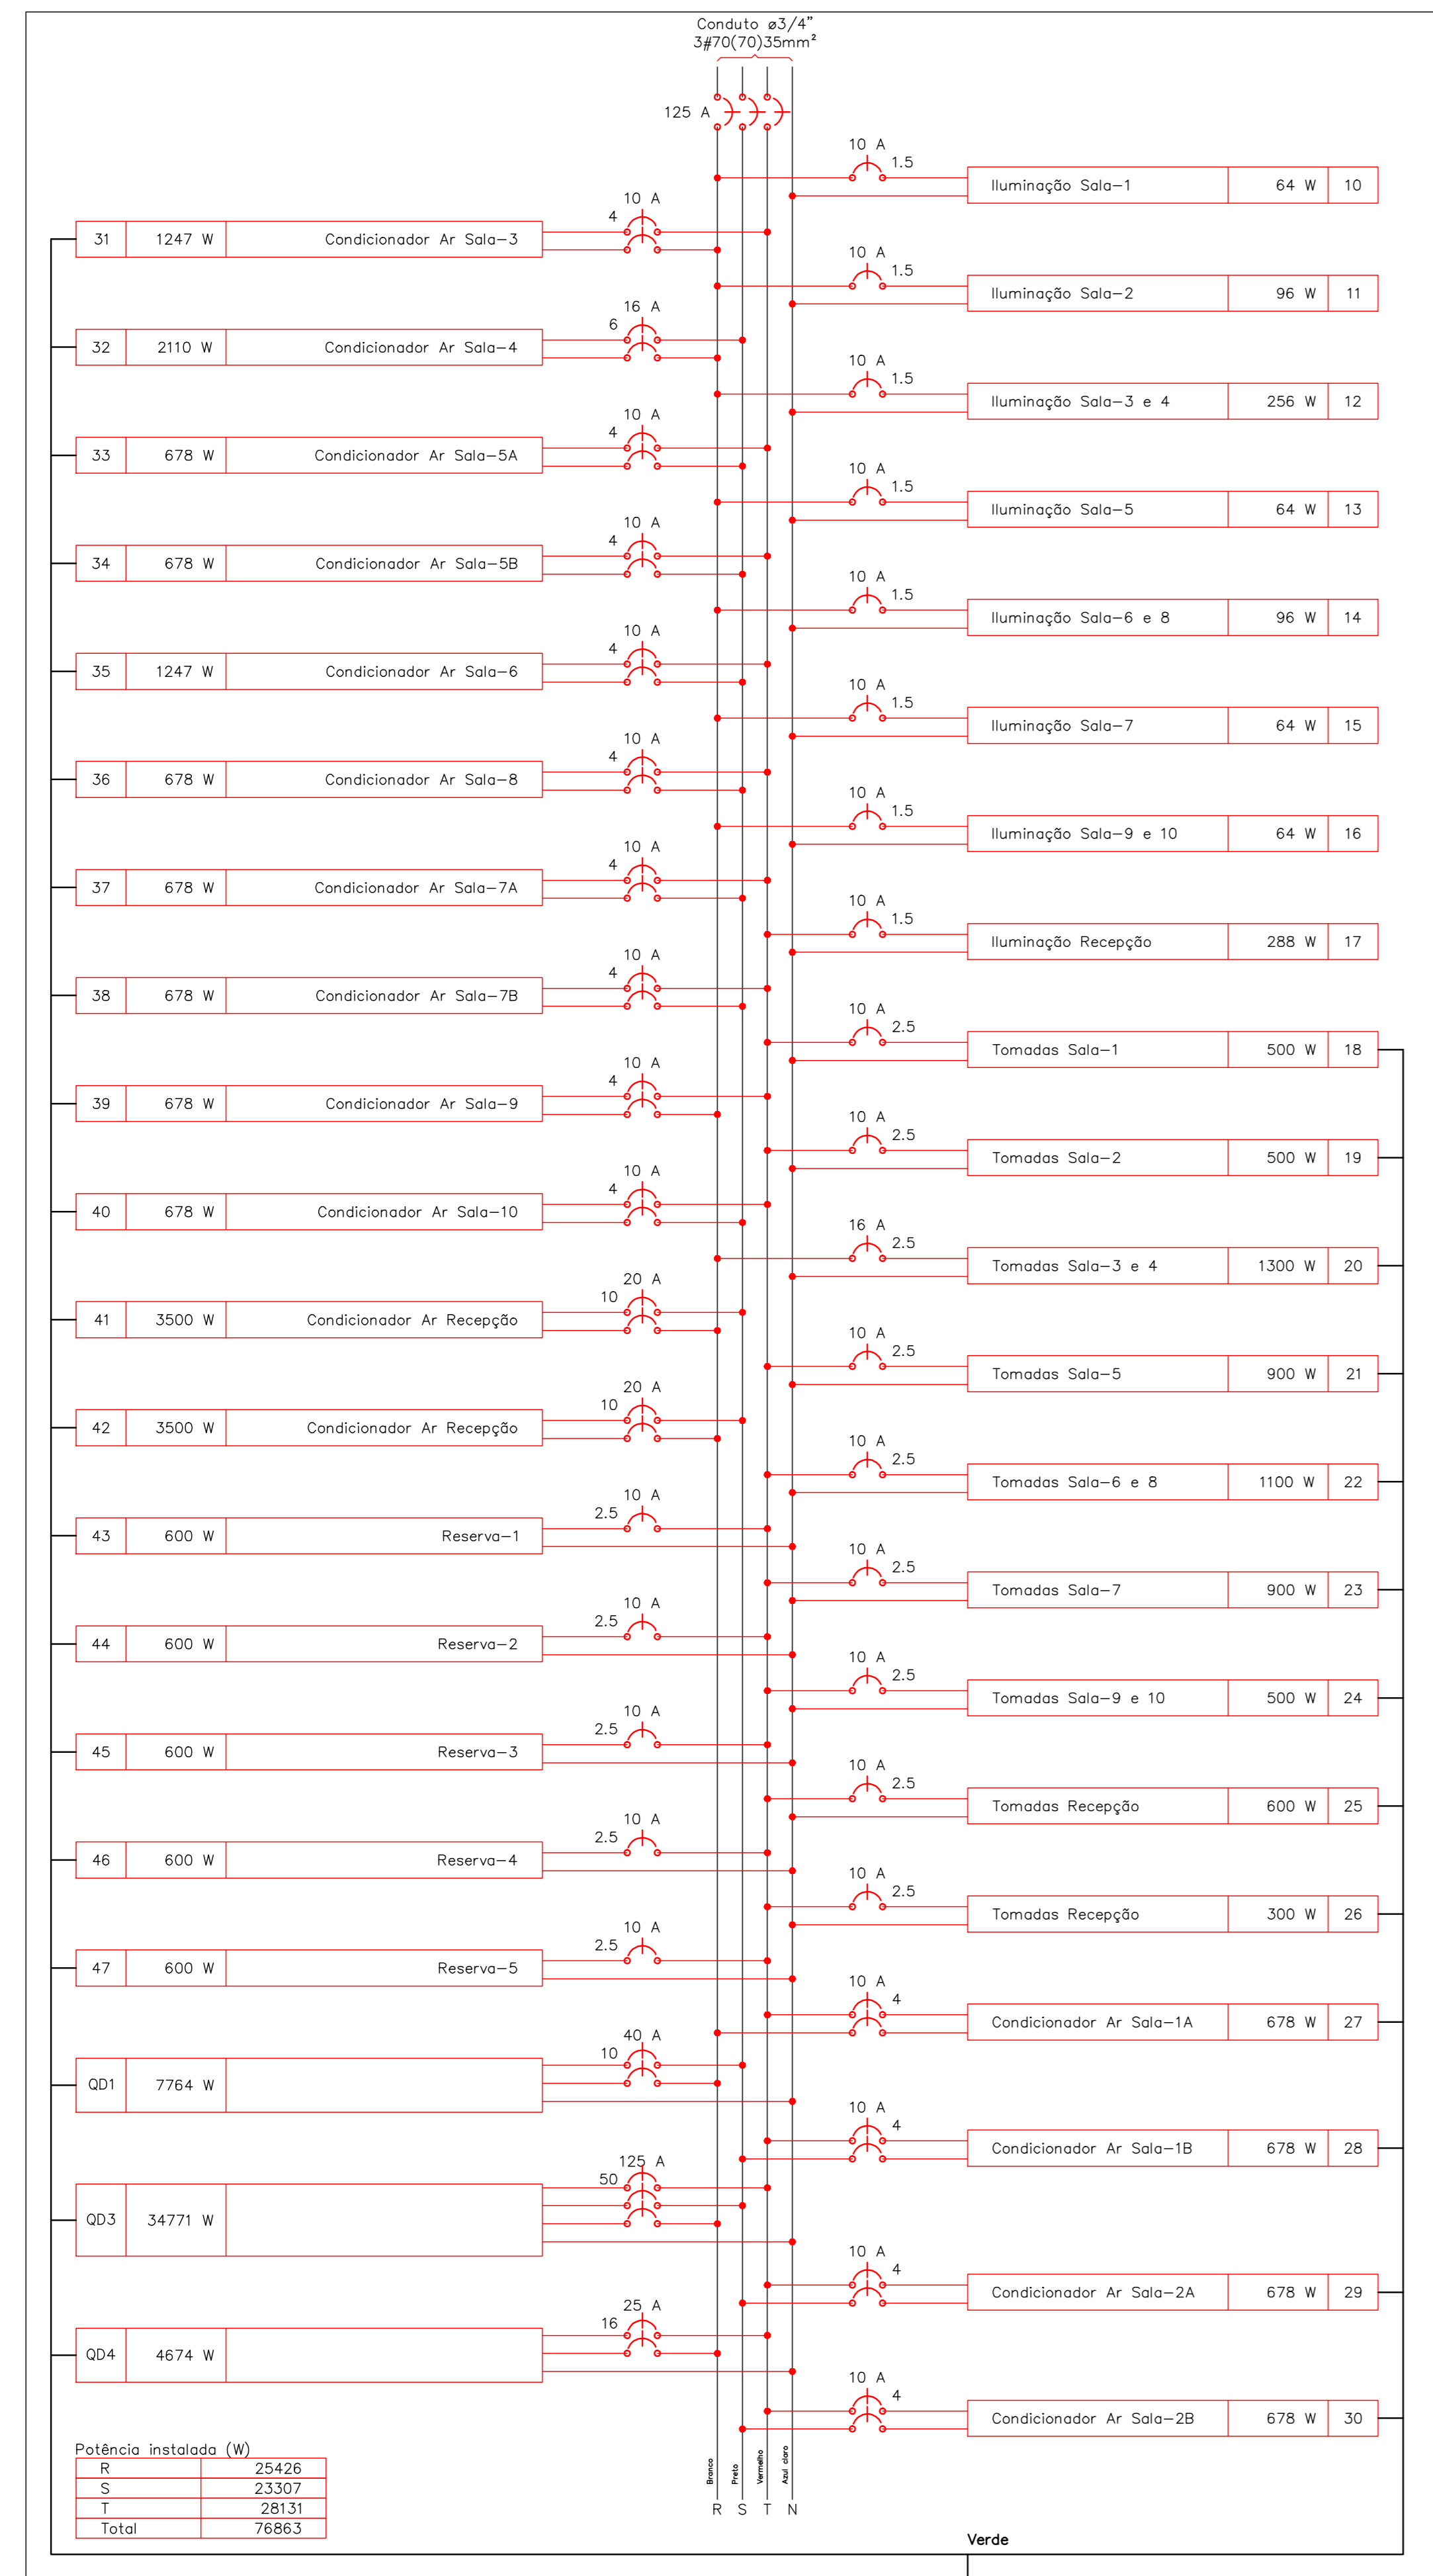 Conduto ø3/4"
3#70(70)35mm²
125 A
10 A
1.5
Iluminação Sala-1 64 W 10
10 A
4
31 1247 W Condicionador Ar Sala-3
10 A
1.5
Iluminação Sala-2 96 W 11
16 A
6
32 2110 W Condicionador Ar Sala-4
10 A
1.5
Iluminação Sala-3 e 4 256 W 12
10 A
4
33 678 W Condicionador Ar Sala-5A
10 A
1.5
Iluminação Sala-5 64 W 13
10 A
4
34 678 W Condicionador Ar Sala-5B
10 A
1.5
Iluminação Sala-6 e 8 96 W 14
10 A
4
35 1247 W Condicionador Ar Sala-6
10 A
1.5
Iluminação Sala-7 64 W 15
10 A
4
36 678 W Condicionador Ar Sala-8
10 A
1.5
Iluminação Sala-9 e 10 64 W 16
10 A
4
37 678 W Condicionador Ar Sala-7A
10 A
1.5
Iluminação Recepção 288 W 17
10 A
4
38 678 W Condicionador Ar Sala-7B
10 A
2.5
Tomadas Sala-1 500 W 18
10 A
4
39 678 W Condicionador Ar Sala-9
10 A
2.5
Tomadas Sala-2 500 W 19
10 A
4
40 678 W Condicionador Ar Sala-10
16 A
2.5
Tomadas Sala-3 e 4 1300 W 20
20 A
10
41 3500 W Condicionador Ar Recepção
10 A
2.5
Tomadas Sala-5 900 W 21
20 A
10
42 3500 W Condicionador Ar Recepção
10 A
2.5
Tomadas Sala-6 e 8 1100 W 22
10 A
2.5
43 600 W Reserva-1
10 A
2.5
Tomadas Sala-7 900 W 23
10 A
2.5
44 600 W Reserva-2
10 A
2.5
Tomadas Sala-9 e 10 500 W 24
10 A
2.5
45 600 W Reserva-3
10 A
2.5
Tomadas Recepção 600 W 25
10 A
2.5
46 600 W Reserva-4
10 A
2.5
Tomadas Recepção 300 W 26
10 A
2.5
47 600 W Reserva-5
10 A
4
Condicionador Ar Sala-1A 678 W 27
40 A
10
QD1 7764 W
10 A
4
Condicionador Ar Sala-1B 678 W 28
125 A
50
QD3 34771 W
10 A
4
Condicionador Ar Sala-2A 678 W 29
25 A
16
QD4 4674 W
10 A
4
Condicionador Ar Sala-2B 678 W 30
Potência instalada (W)
R 25426
S 23307
T 28131
Total 76863
Branco
Preto
Vermelho
Azul claro
R S T N
Verde